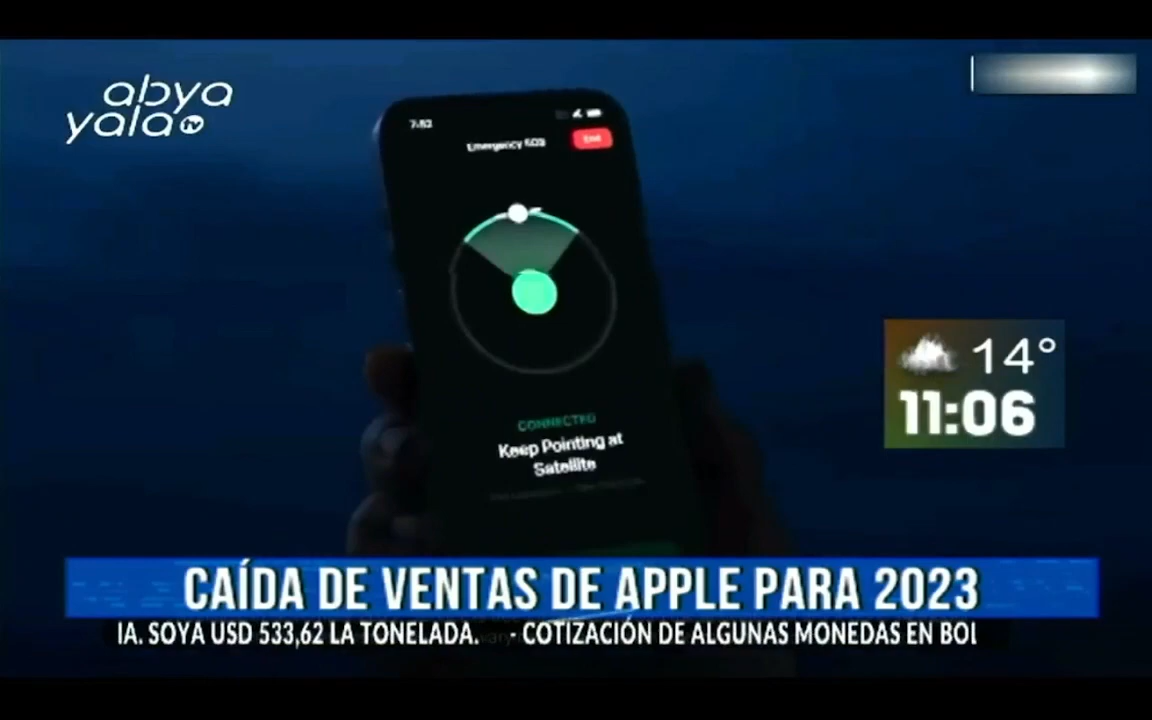 abya
yala tv
7:52
Emergency SOS
End
CONNECTED
Keep Pointing at
Satellite
14°
11:06
CAÍDA DE VENTAS DE APPLE PARA 2023
IA. SOYA USD 533,62 LA TONELADA. - COTIZACIÓN DE ALGUNAS MONEDAS EN BOL